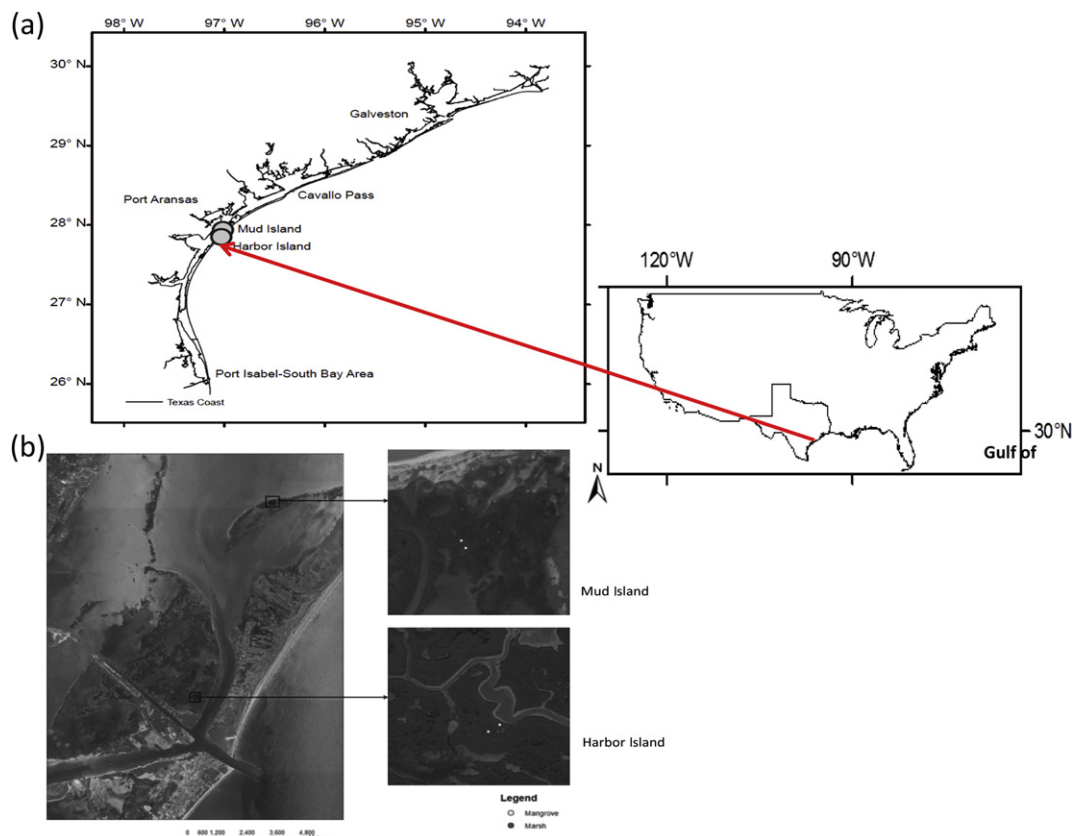 (a)
98° W 97° W 96° W 95° W 94° W
30° N
Galveston
29° N
Cavallo Pass
Port Aransas
28° N
Mud Island
Harbor Island
27° N
Port Isabel-South Bay Area
26° N
Texas Coast
120°W 90°W
30°N
Gulf of
N
(b)
Mud Island
Harbor Island
Legend
Mangrove
Marsh
0 600 1,200 2,400 3,600 4,800